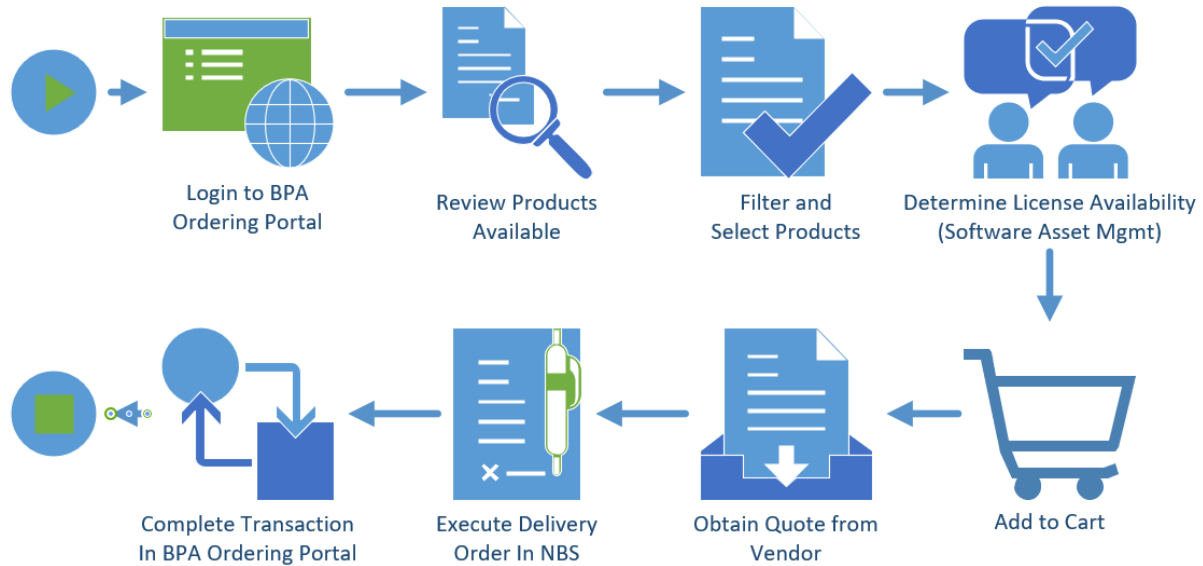 Login to BPA
Ordering Portal
Review Products
Available
Filter and
Select Products
Determine License Availability
(Software Asset Mgmt)
Add to Cart
Obtain Quote from
Vendor
Execute Delivery
Order In NBS
Complete Transaction
In BPA Ordering Portal